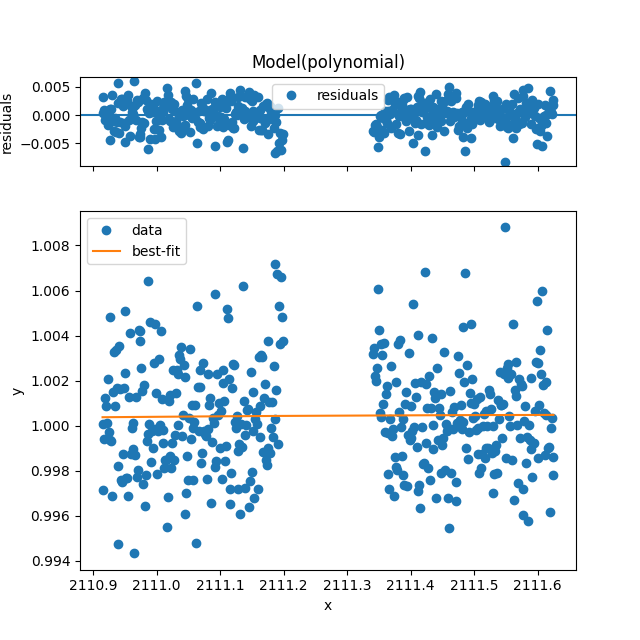 Model(polynomial)
residuals
0.005
0.000
−0.005
residuals
data
best-fit
y
1.008
1.006
1.004
1.002
1.000
0.998
0.996
0.994
2110.9
2111.0
2111.1
2111.2
2111.3
2111.4
2111.5
2111.6
x